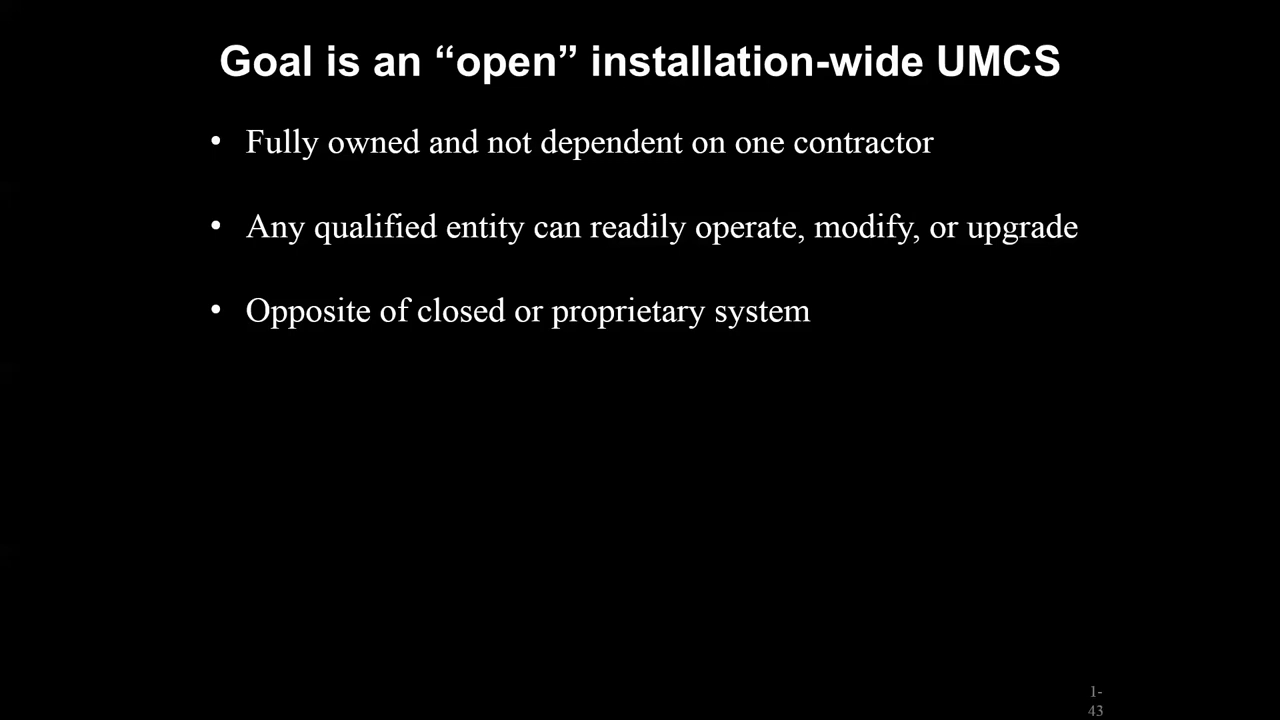 Goal is an “open” installation-wide UMCS
• Fully owned and not dependent on one contractor
• Any qualified entity can readily operate, modify, or upgrade
• Opposite of closed or proprietary system
1-
43